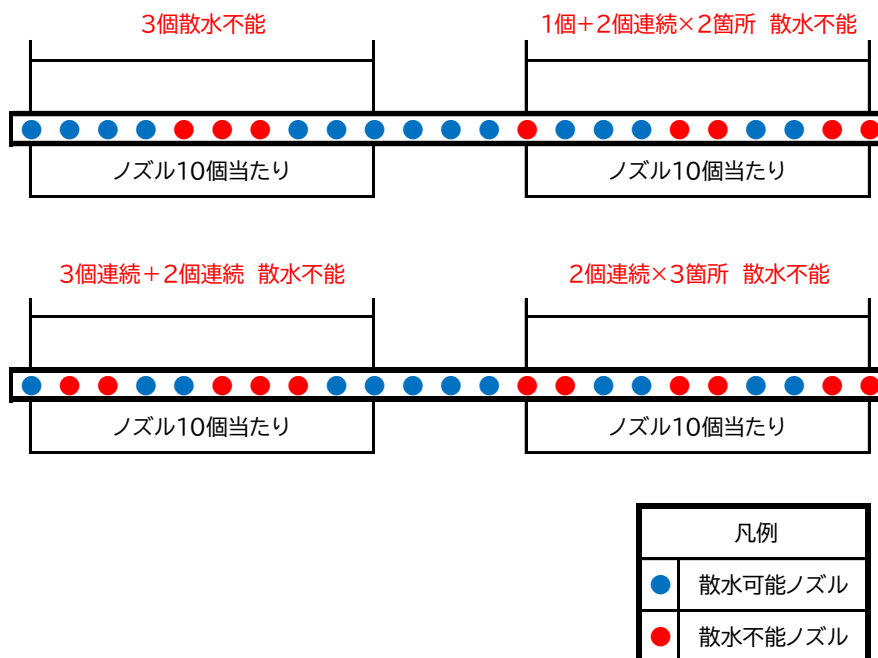 3個散水不能
1個＋2個連続×2箇所 散水不能
ノズル10個当たり
ノズル10個当たり
3個連続＋2個連続 散水不能
2個連続×3箇所 散水不能
ノズル10個当たり
ノズル10個当たり
凡例
散水可能ノズル
散水不能ノズル